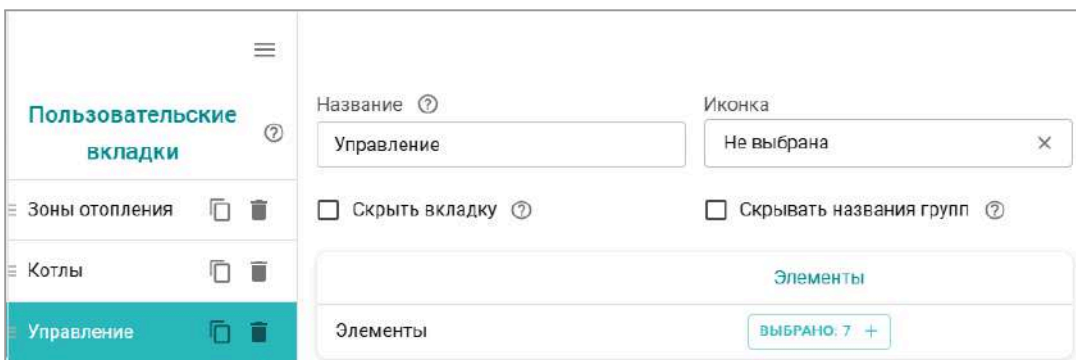 Пользовательские
вкладки
Зоны отопления
Котлы
Управление
Название
Управление
Иконка
Не выбрана
Скрыть вкладку
Скрывать названия групп
Элементы
Элементы
ВЫБРАНО: 7 +